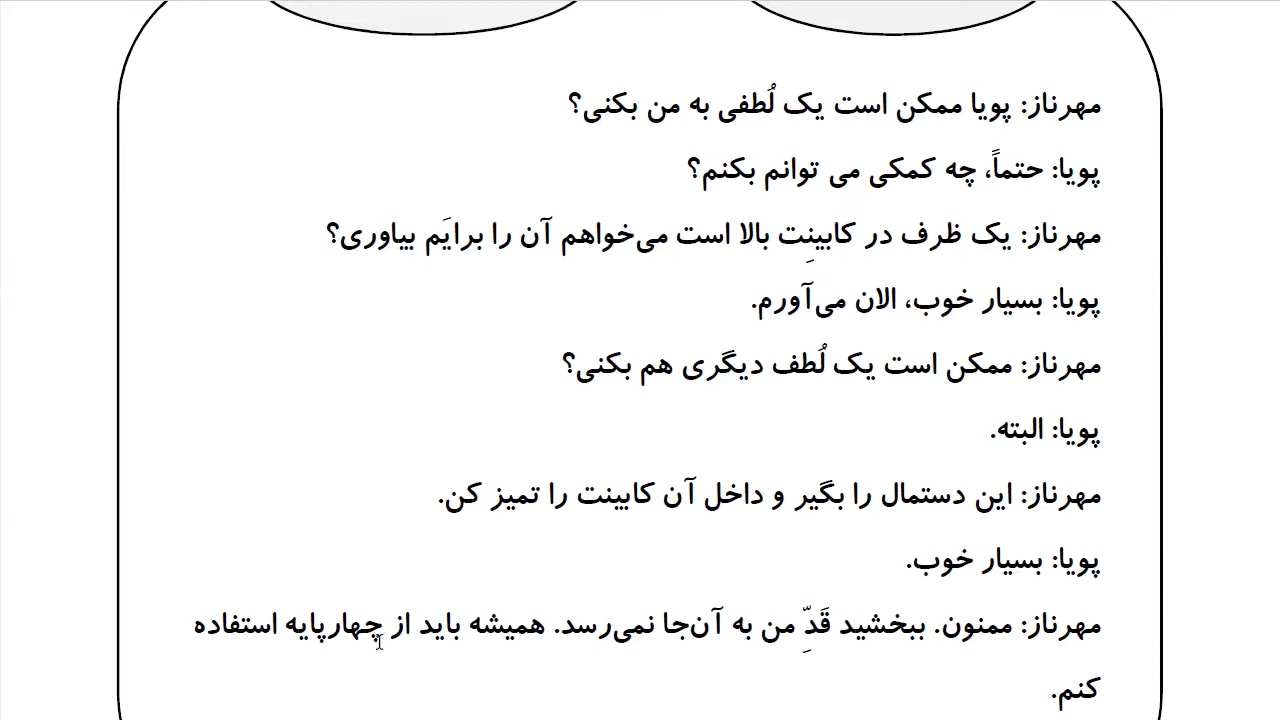 مهرناز: پویا ممکن است یک لُطفی به من بکنی؟
پویا: حتماً، چه کمکی می توانم بکنم؟
مهرناز: یک ظرف در کابینِت بالا است می‌خواهم آن را برایَم بیاوری؟
پویا: بسیار خوب، الان می‌آورم.
مهرناز: ممکن است یک لُطف دیگری هم بکنی؟
پویا: البته.
مهرناز: این دستمال را بگیر و داخل آن کابینت را تمیز کن.
پویا: بسیار خوب.
مهرناز: ممنون. ببخشید قَدِّ من به آن‌جا نمی‌رسد. همیشه باید از چهارپایه استفاده
کنم.